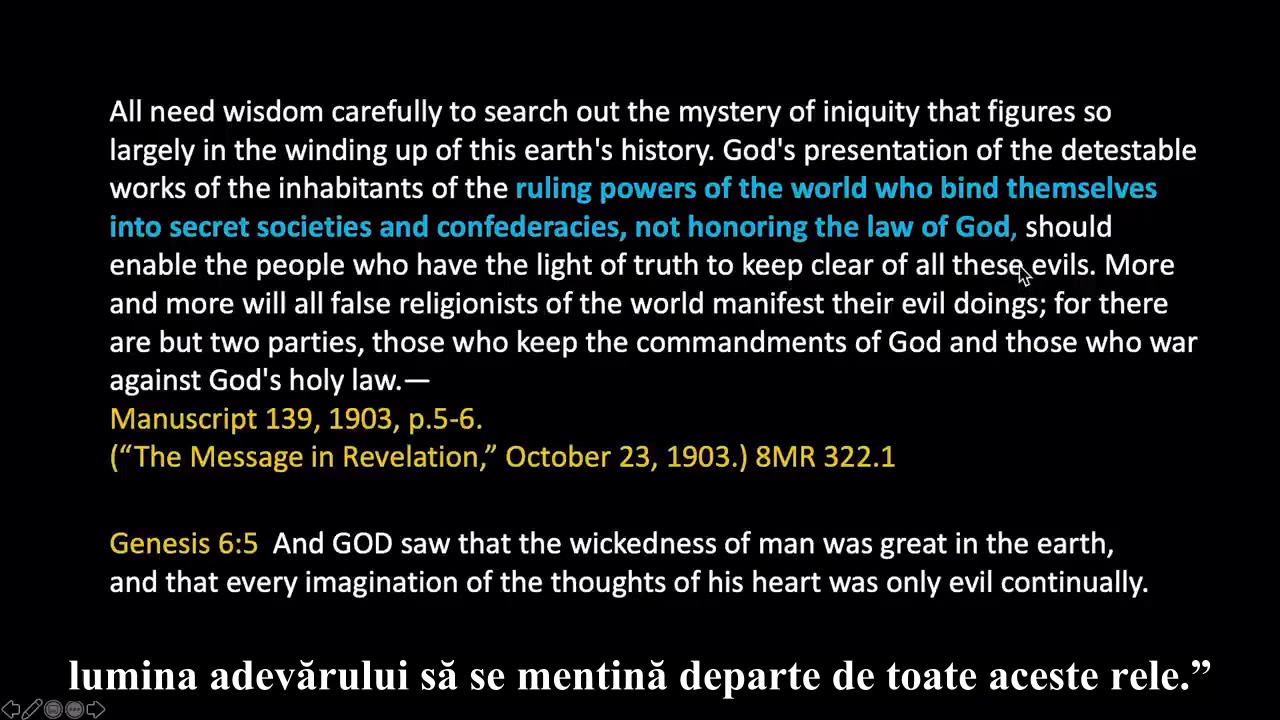 All need wisdom carefully to search out the mystery of iniquity that figures so
largely in the winding up of this earth's history. God's presentation of the detestable
works of the inhabitants of the ruling powers of the world who bind themselves
into secret societies and confederacies, not honoring the law of God, should
enable the people who have the light of truth to keep clear of all these evils. More
and more will all false religionists of the world manifest their evil doings; for there
are but two parties, those who keep the commandments of God and those who war
against God's holy law.—
Manuscript 139, 1903, p.5-6.
(“The Message in Revelation,” October 23, 1903.) 8MR 322.1
Genesis 6:5 And GOD saw that the wickedness of man was great in the earth,
and that every imagination of the thoughts of his heart was only evil continually.
lumina adevărului să se mentină departe de toate aceste rele.”